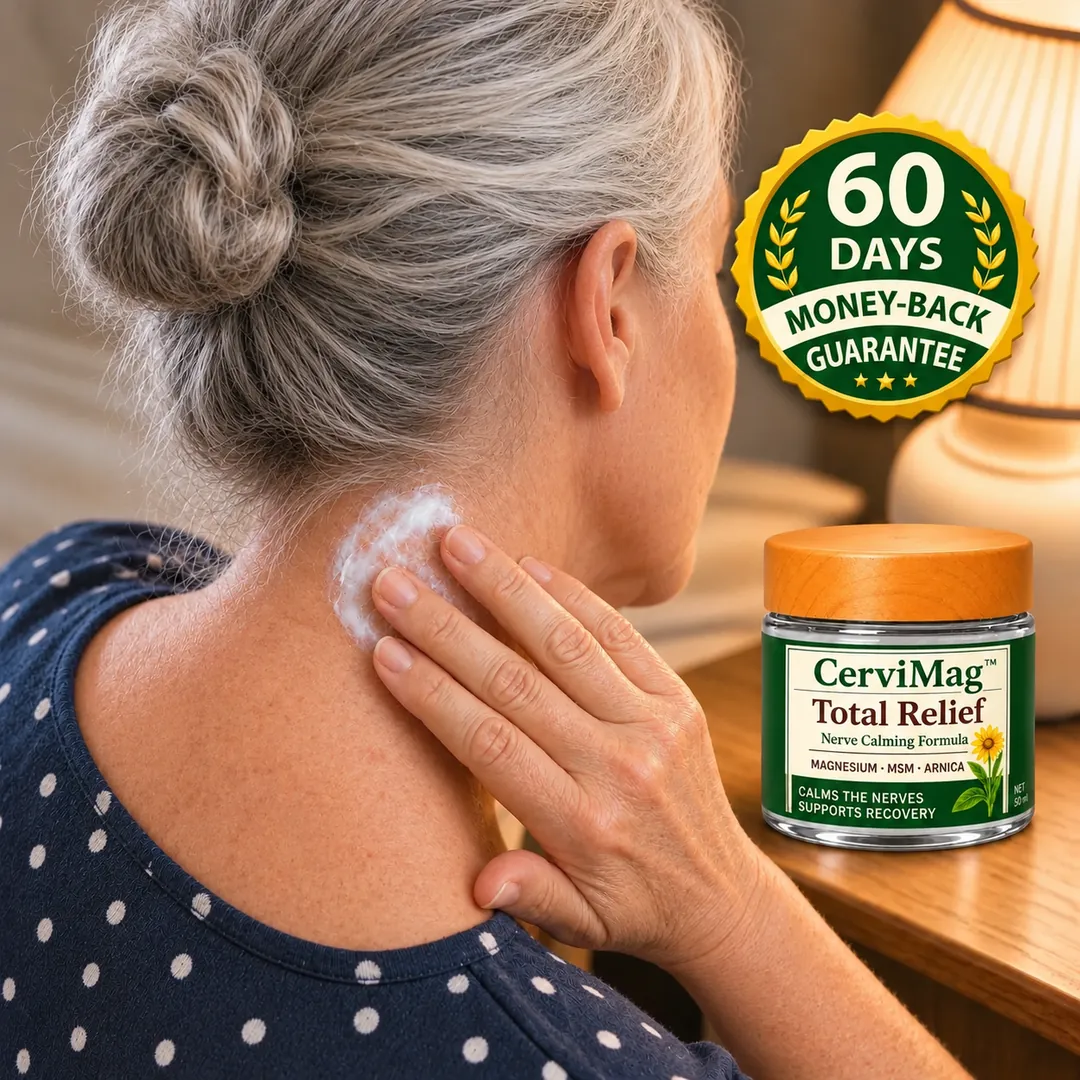 60
DAYS
MONEY-BACK
GUARANTEE
CerviMag™
Total Relief
Nerve Calming Formula
MAGNESIUM · MSM · ARNICA
CALMS THE NERVES
SUPPORTS RECOVERY
NET
50 ml